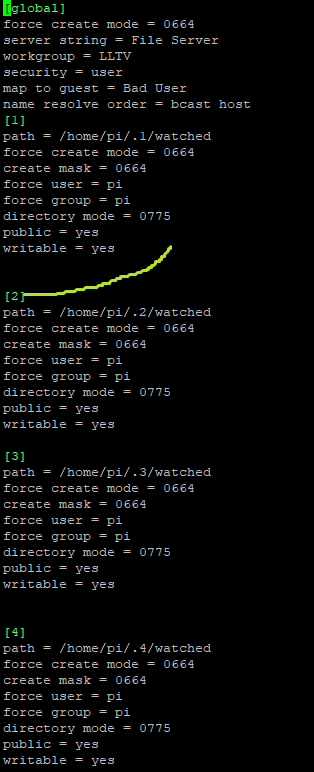 [global]
force create mode = 0664
server string = File Server
workgroup = LLTV
security = user
map to guest = Bad User
name resolve order = bcast host
[1]
path = /home/pi/.1/watched
force create mode = 0664
create mask = 0664
force user = pi
force group = pi
directory mode = 0775
public = yes
writable = yes
[2]
path = /home/pi/.2/watched
force create mode = 0664
create mask = 0664
force user = pi
force group = pi
directory mode = 0775
public = yes
writable = yes
[3]
path = /home/pi/.3/watched
force create mode = 0664
create mask = 0664
force user = pi
force group = pi
directory mode = 0775
public = yes
writable = yes
[4]
path = /home/pi/.4/watched
force create mode = 0664
create mask = 0664
force user = pi
force group = pi
directory mode = 0775
public = yes
writable = yes